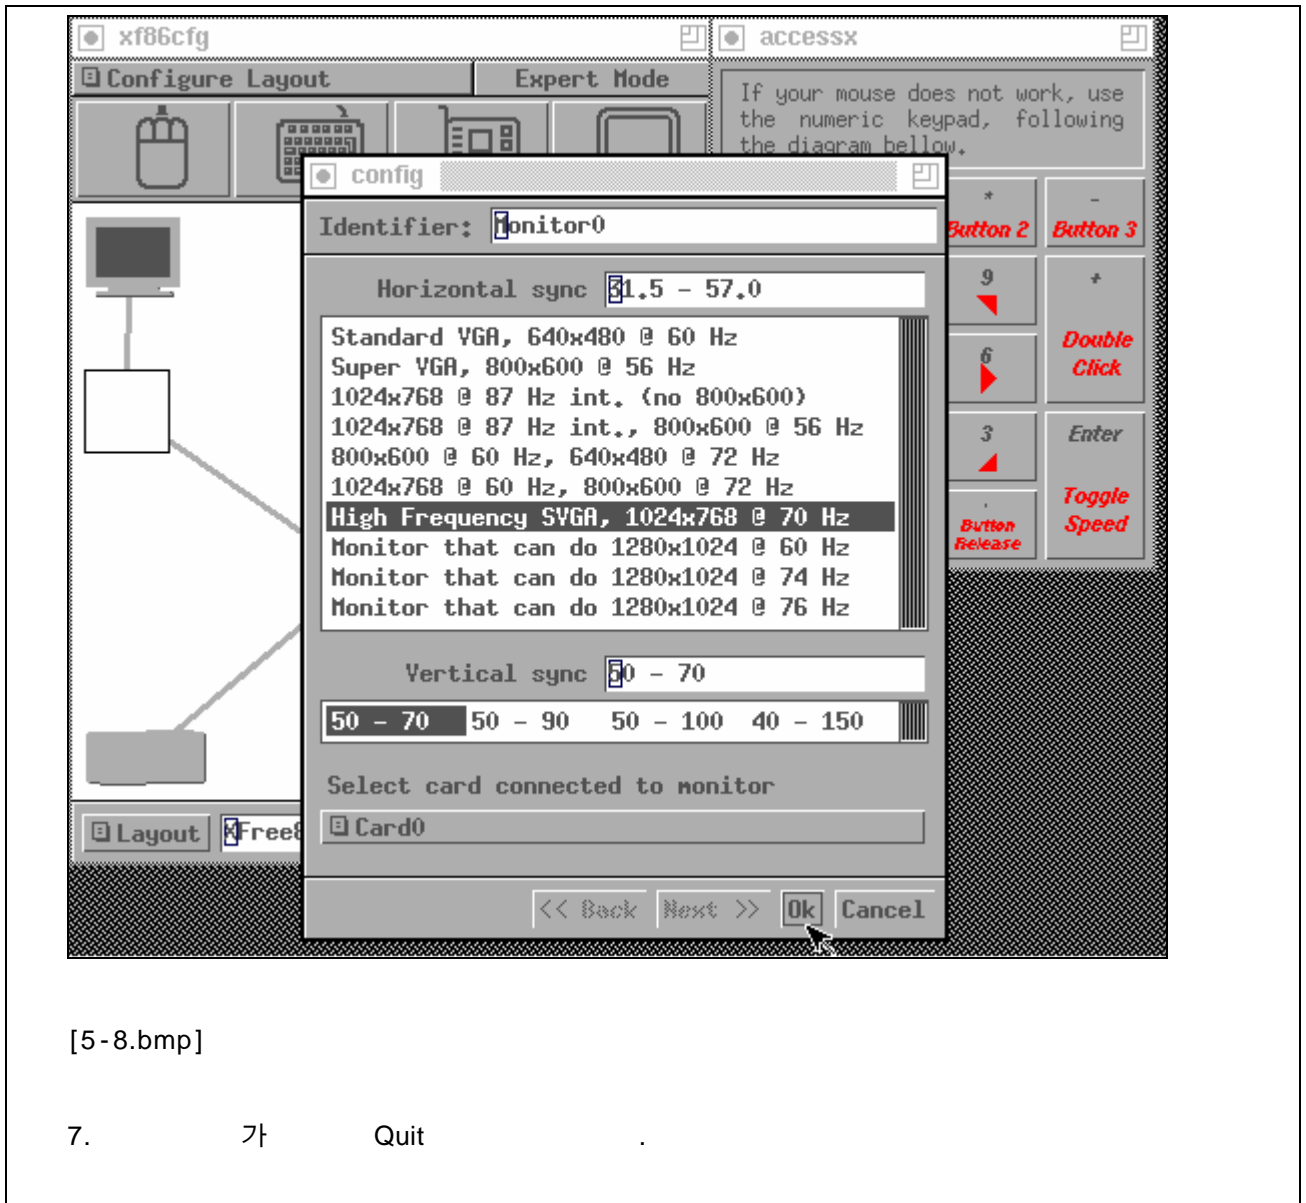 xf86cfg
Configure Layout
Expert Mode
accessx
If your mouse does not work, use
the numeric keypad, following
the diagram bellow.
config
Identifier: Monitor0
Horizontal sync 31.5 - 57.0
Standard VGA, 640x480 @ 60 Hz
Super VGA, 800x600 @ 56 Hz
1024x768 @ 87 Hz int. (no 800x600)
1024x768 @ 87 Hz int., 800x600 @ 56 Hz
800x600 @ 60 Hz, 640x480 @ 72 Hz
1024x768 @ 60 Hz, 800x600 @ 72 Hz
High Frequency SVGA, 1024x768 @ 70 Hz
Monitor that can do 1280x1024 @ 60 Hz
Monitor that can do 1280x1024 @ 74 Hz
Monitor that can do 1280x1024 @ 76 Hz
Vertical sync 50 - 70
50 - 70 50 - 90 50 - 100 40 - 150
Select card connected to monitor
Card0
<< Back Next >> Ok Cancel
*
Button 2
-
Button 3
9
+
Double
Click
6
3
Enter
Toggle
Speed
.
Button
Release
Layout
XFree8
[5-8.bmp]
7. 가 Quit .